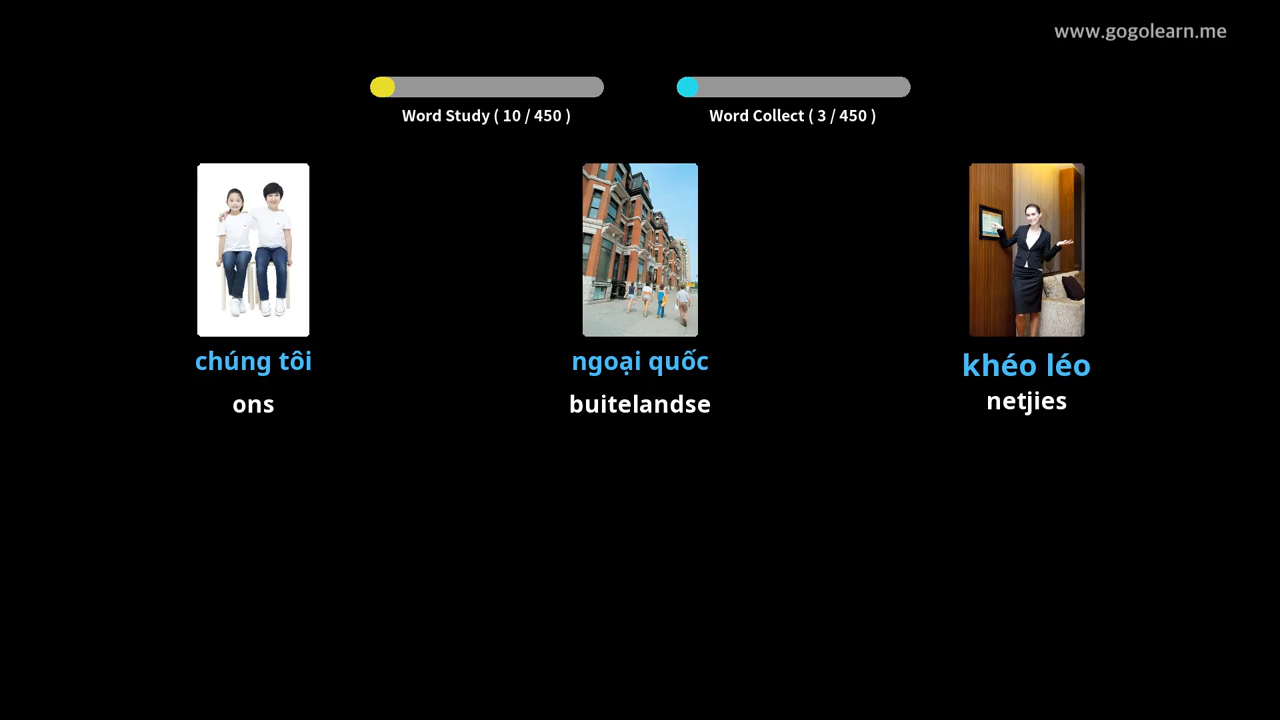 www.gogolearn.me
Word Study ( 10 / 450 )
Word Collect ( 3 / 450 )
chúng tôi
ons
ngoại quốc
buitelandse
khéo léo
netjies